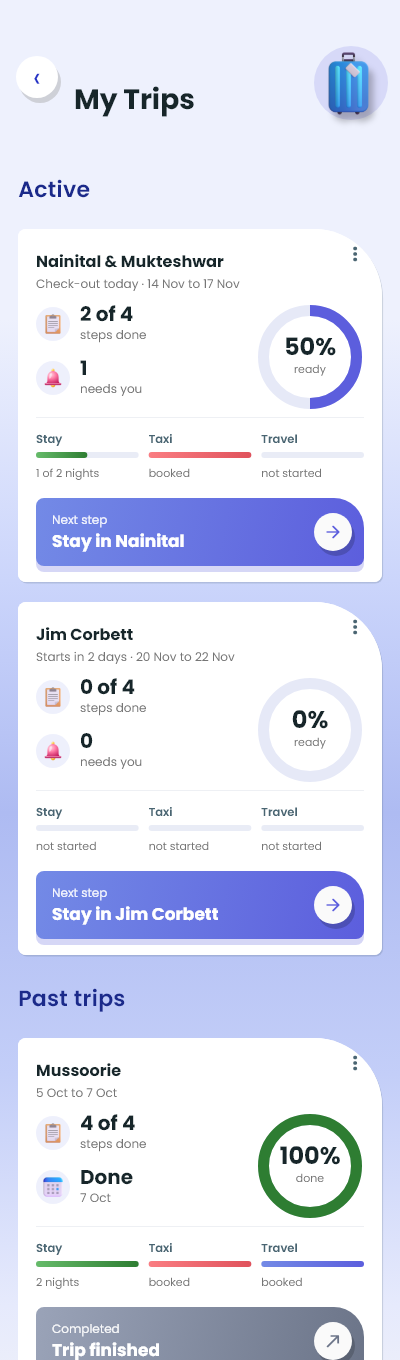 My Trips
Active
Nainital & Mukteshwar
Check-out today · 14 Nov to 17 Nov
2 of 4
steps done
1
needs you
50%
ready
Stay
Taxi
Travel
1 of 2 nights
booked
not started
Next step
Stay in Nainital
Jim Corbett
Starts in 2 days · 20 Nov to 22 Nov
0 of 4
steps done
0
needs you
0%
ready
Stay
Taxi
Travel
not started
not started
not started
Next step
Stay in Jim Corbett
Past trips
Mussoorie
5 Oct to 7 Oct
4 of 4
steps done
Done
7 Oct
100%
done
Stay
Taxi
Travel
2 nights
booked
booked
Completed
Trip finished